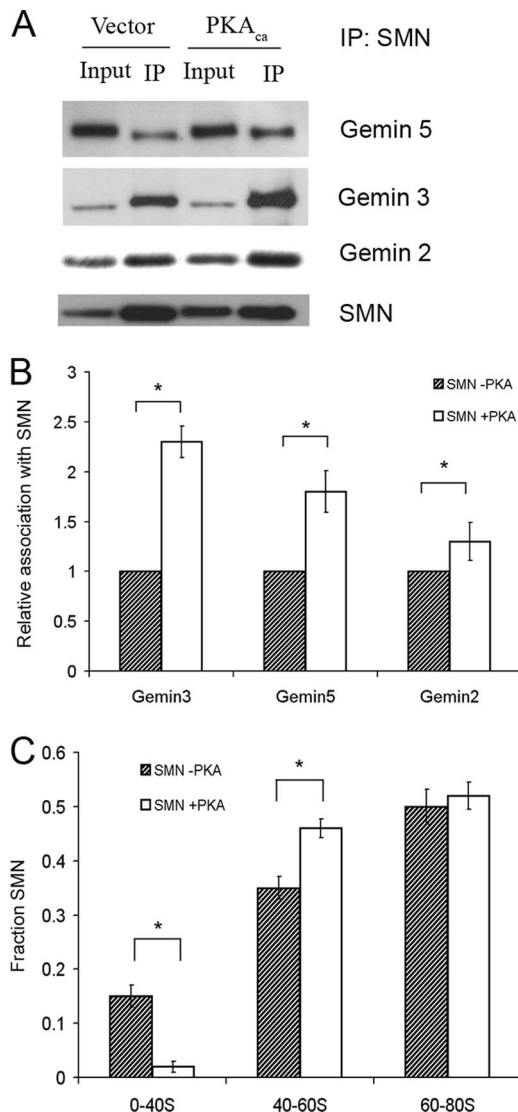 A
Vector PKAca IP: SMN
Input IP Input IP
Gemin 5
Gemin 3
Gemin 2
SMN
B
Relative association with SMN
3
2.5
2
1.5
1
0.5
0
* * *
SMN -PKA
SMN +PKA
Gemin3 Gemin5 Gemin2
C
Fraction SMN
0.6
0.5
0.4
0.3
0.2
0.1
0
SMN -PKA
SMN +PKA
* *
0-40S 40-60S 60-80S